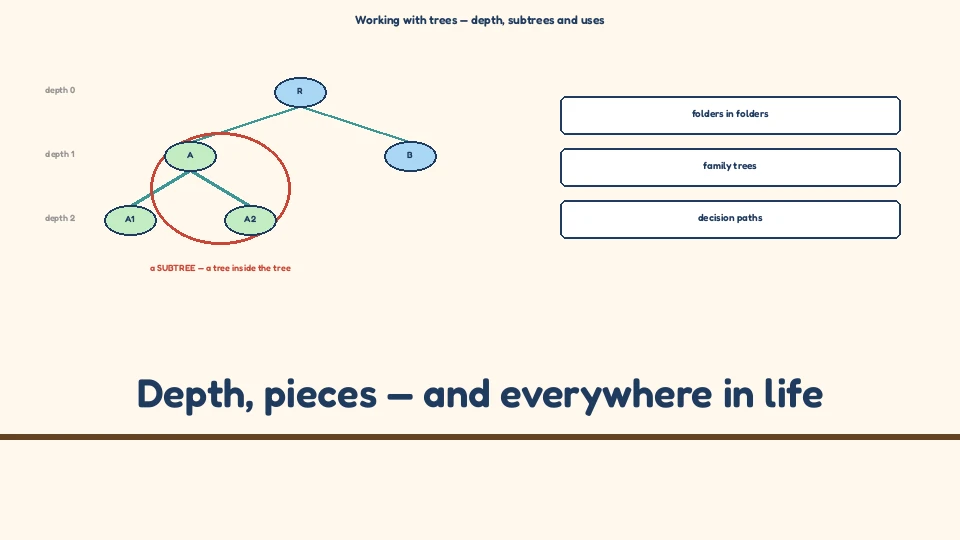 Working with trees — depth, subtrees and uses
depth 0
R
folders in folders
depth 1
A
B
family trees
depth 2
A1
A2
decision paths
a SUBTREE — a tree inside the tree
Depth, pieces — and everywhere in life